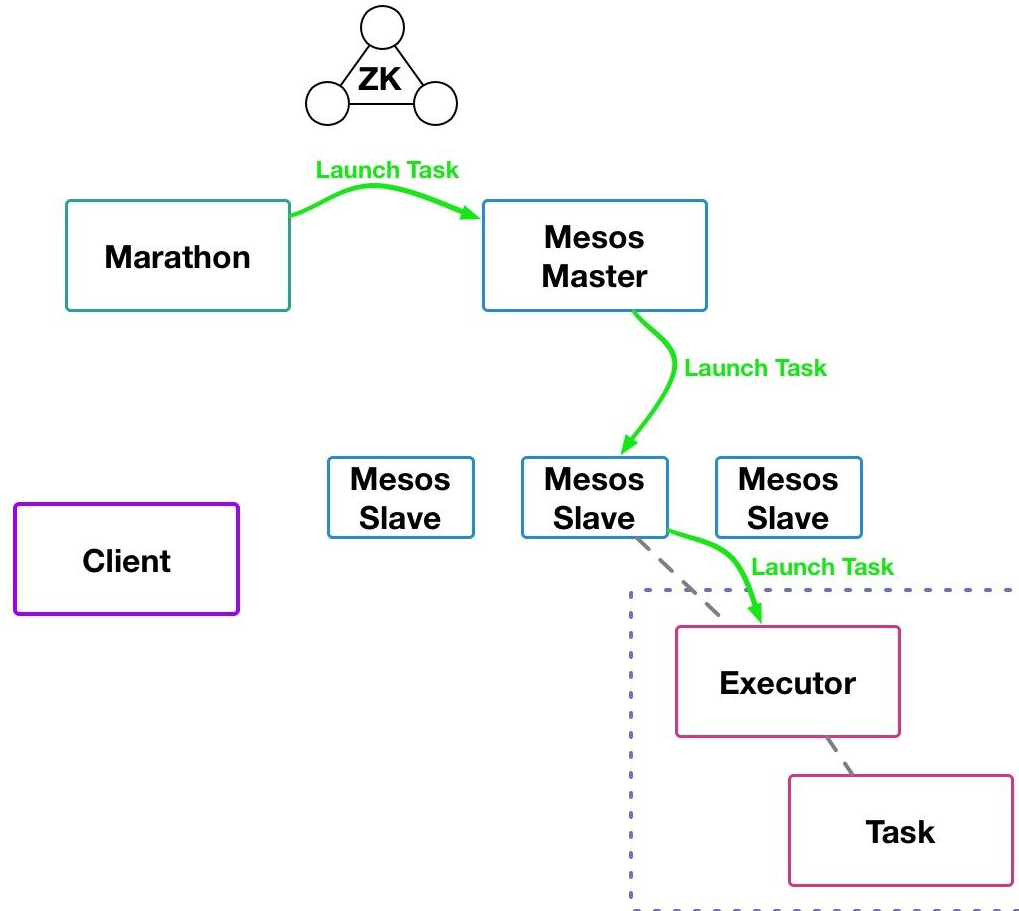 ZK
Launch Task
Marathon
Mesos
Master
Launch Task
Mesos
Slave
Mesos
Slave
Mesos
Slave
Client
Launch Task
Executor
Task